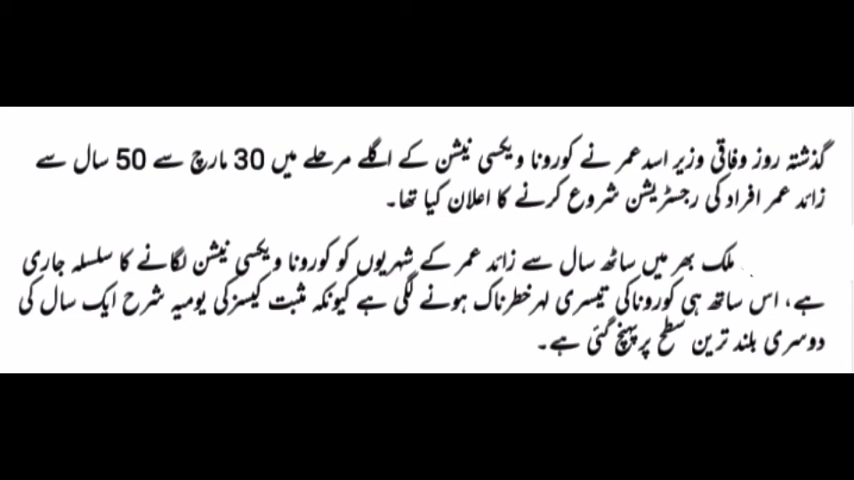 گذشتہ روز وفاقی وزیر اسد عمر نے کورونا ویکسی نیشن کے اگلے مرحلے میں 30 مارچ سے 50 سال سے
زائد عمر افراد کی رجسٹریشن شروع کرنے کا اعلان کیا تھا۔
ملک بھر میں ساٹھ سال سے زائد عمر کے شہریوں کو کورونا ویکسی نیشن لگانے کا سلسلہ جاری
ہے، اس ساتھ ہی کورونا کی تیسری لہر خطرناک ہونے لگی ہے کیونکہ مثبت کیسز کی یومیہ شرح ایک سال کی
دوسری بلند ترین سطح پر پہنچ گئی ہے۔